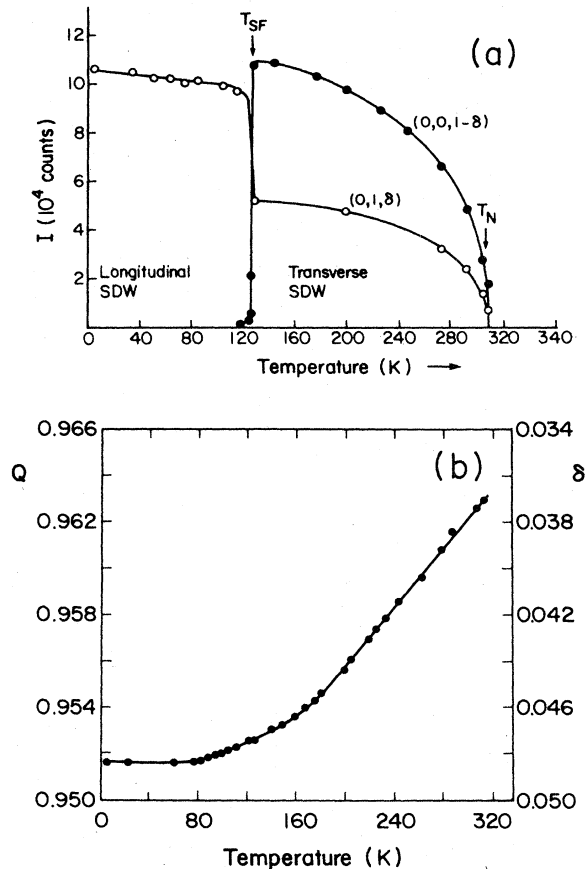 12
10
8
6
4
2
I (10⁴ counts)
T_SF
(a)
(0,0,1-δ)
T_N
(0,1,δ)
Longitudinal
SDW
Transverse
SDW
0 40 80 120 160 200 240 280 320 340
Temperature (K) →
(b)
Q
0.966
0.962
0.958
0.954
0.950
δ
0.034
0.038
0.042
0.046
0.050
0 80 160 240 320
Temperature (K)